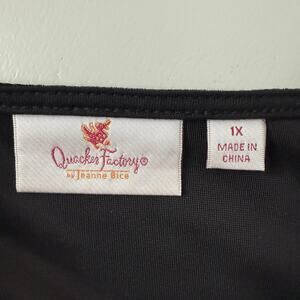 Quacker Factory®
by Jeanne Bice
1X
MADE IN
CHINA